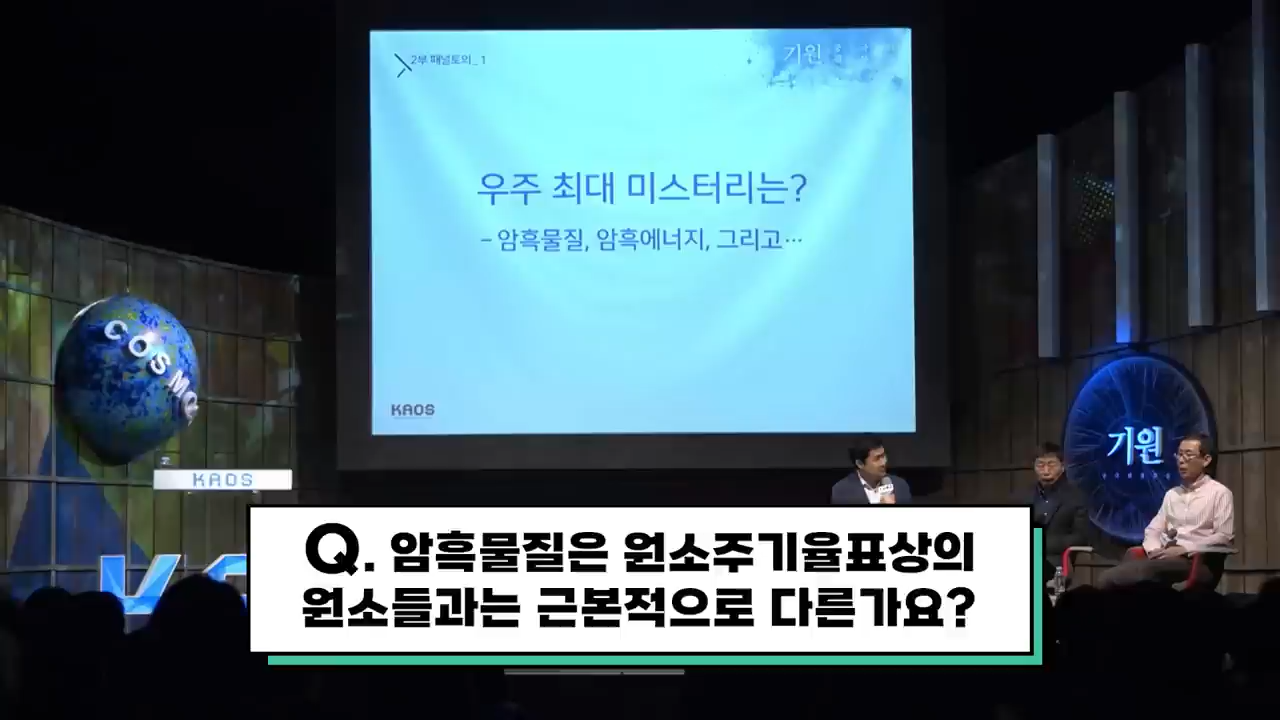 2부 패널토의_ 1
기원
우주 최대 미스터리는?
- 암흑물질, 암흑에너지, 그리고…
KAOS
COSMO
KAOS
기원
Q. 암흑물질은 원소주기율표상의
원소들과는 근본적으로 다른가요?